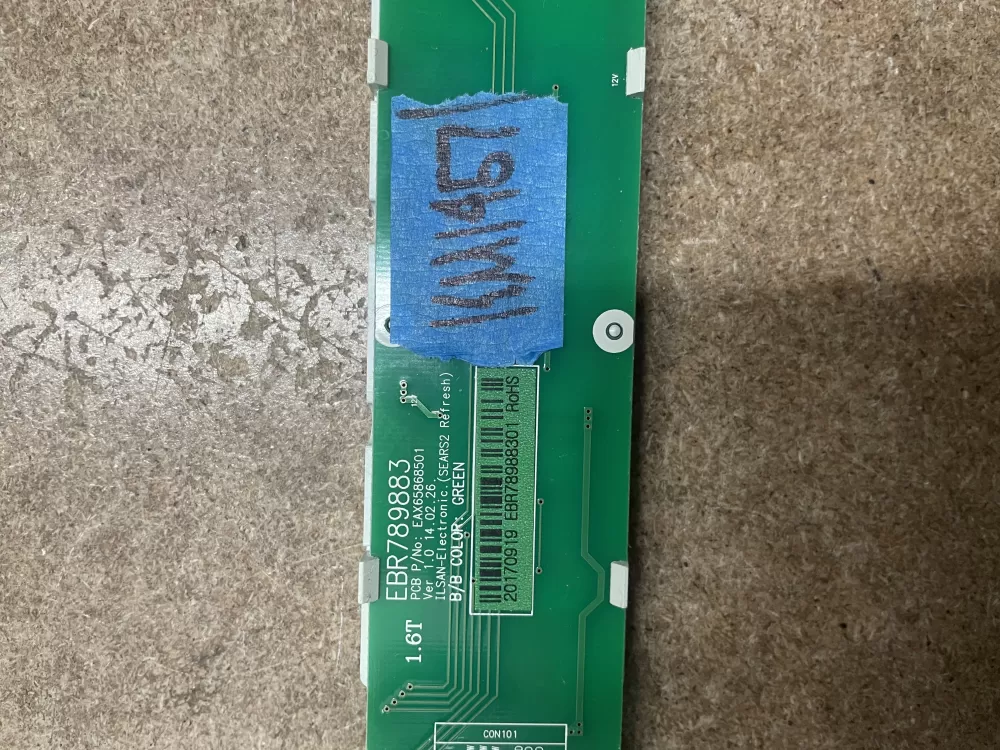 12V
EBR789883
PCB P/No: EAX65868501
Ver 1.0 14.02.26
ILSAN-Electronic.(SEARS2 Refresh)
B/B COLOR: GREEN
20170919 EBR78988301 RoHS
12V
1.6T
CON101